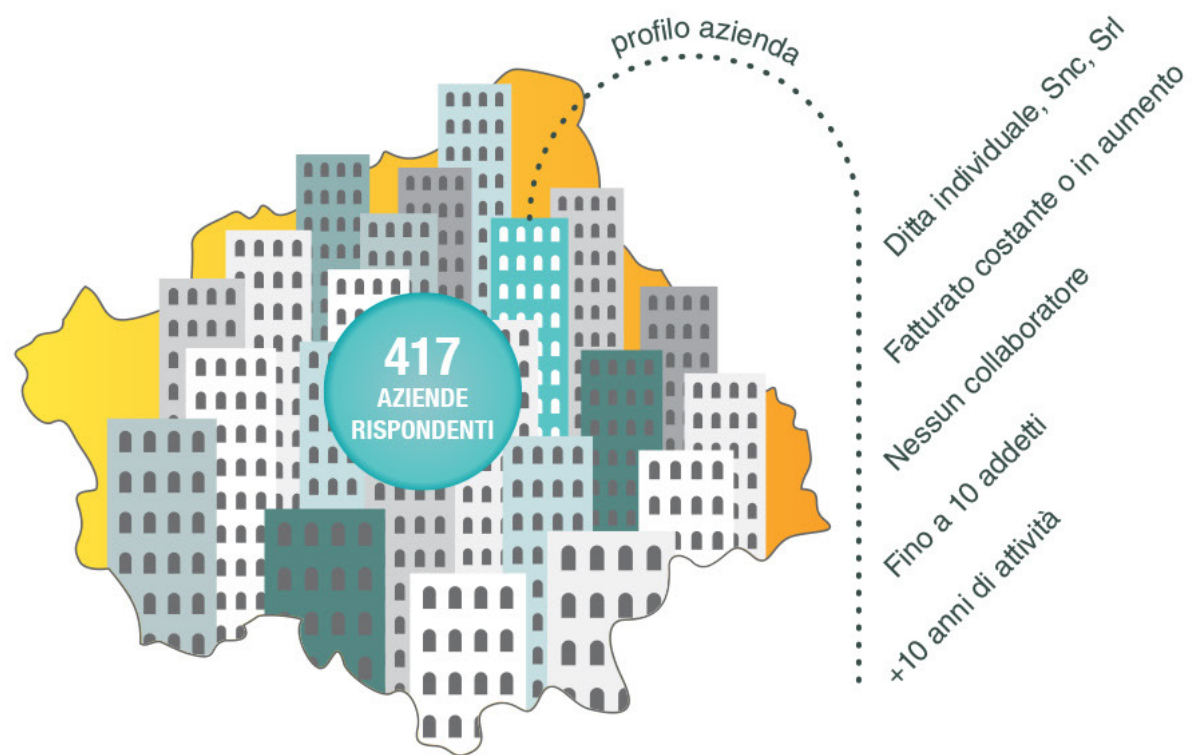 profilo azienda
Ditta individuale, Snc, Srl
Fatturato costante o in aumento
Nessun collaboratore
Fino a 10 addetti
+10 anni di attività
417
AZIENDE
RISPONDENTI